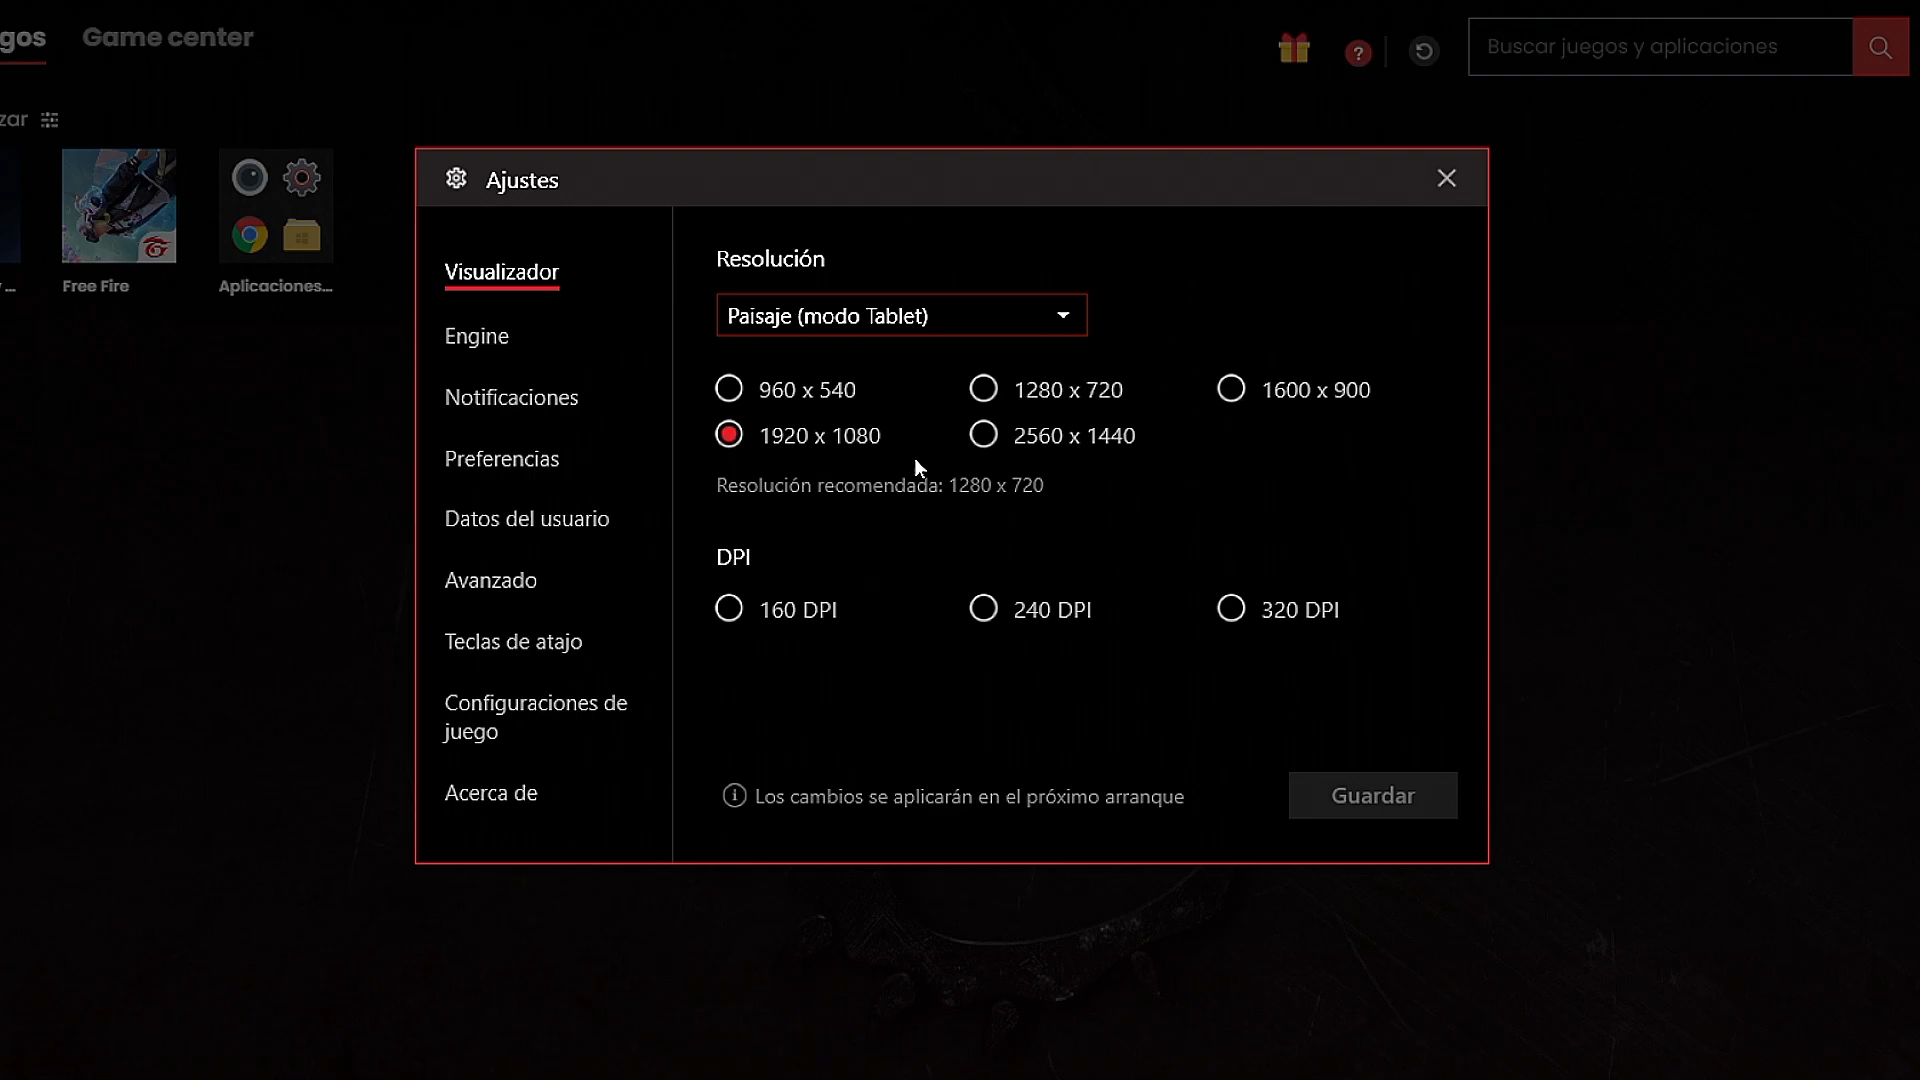 gos
Game center
Buscar juegos y aplicaciones
zar
Free Fire
Aplicaciones...
Ajustes
Visualizador
Engine
Notificaciones
Preferencias
Datos del usuario
Avanzado
Teclas de atajo
Configuraciones de
juego
Acerca de
Resolución
Paisaje (modo Tablet)
960 x 540
1280 x 720
1600 x 900
1920 x 1080
2560 x 1440
Resolución recomendada: 1280 x 720
DPI
160 DPI
240 DPI
320 DPI
Los cambios se aplicarán en el próximo arranque
Guardar